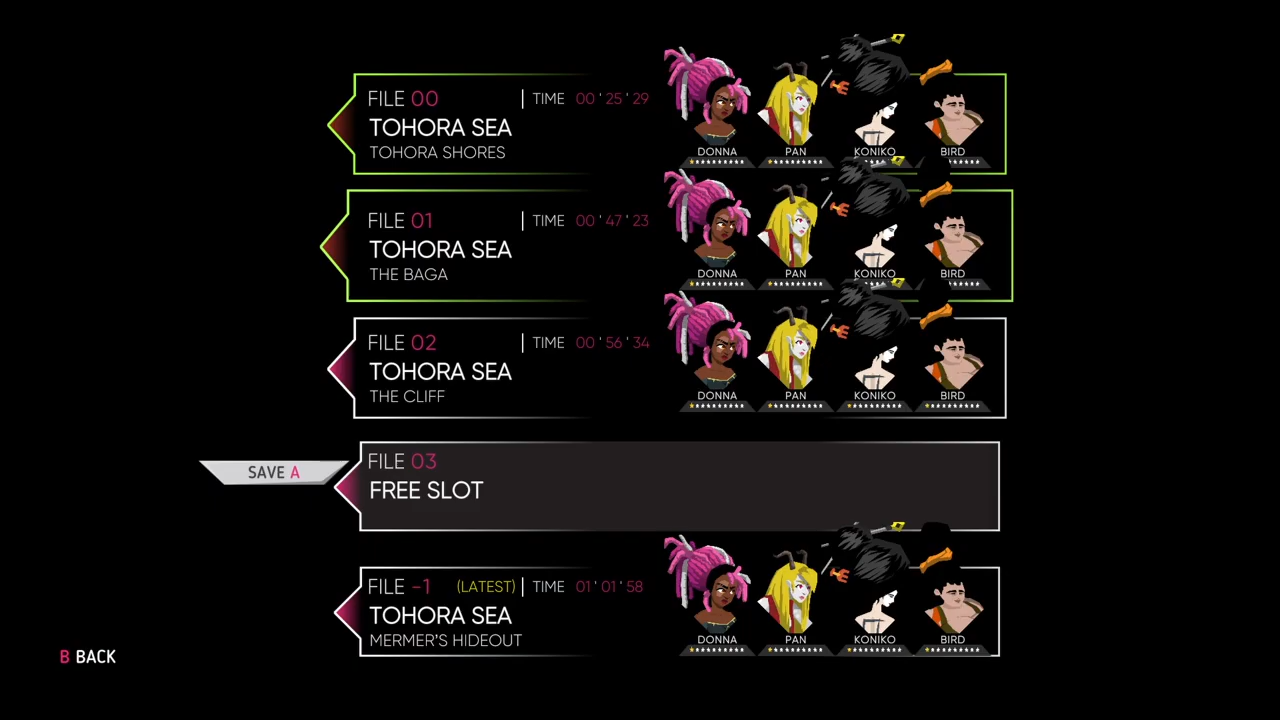 FILE 00 | TIME 00 ' 25 ' 29
TOHORA SEA
TOHORA SHORES
DONNA PAN KONIKO BIRD
FILE 01 | TIME 00 ' 47 ' 23
TOHORA SEA
THE BAGA
DONNA PAN KONIKO BIRD
FILE 02 | TIME 00 ' 56 ' 34
TOHORA SEA
THE CLIFF
DONNA PAN KONIKO BIRD
SAVE A
FILE 03
FREE SLOT
FILE -1 (LATEST) | TIME 01 ' 01 ' 58
TOHORA SEA
MERMER'S HIDEOUT
DONNA PAN KONIKO BIRD
B BACK